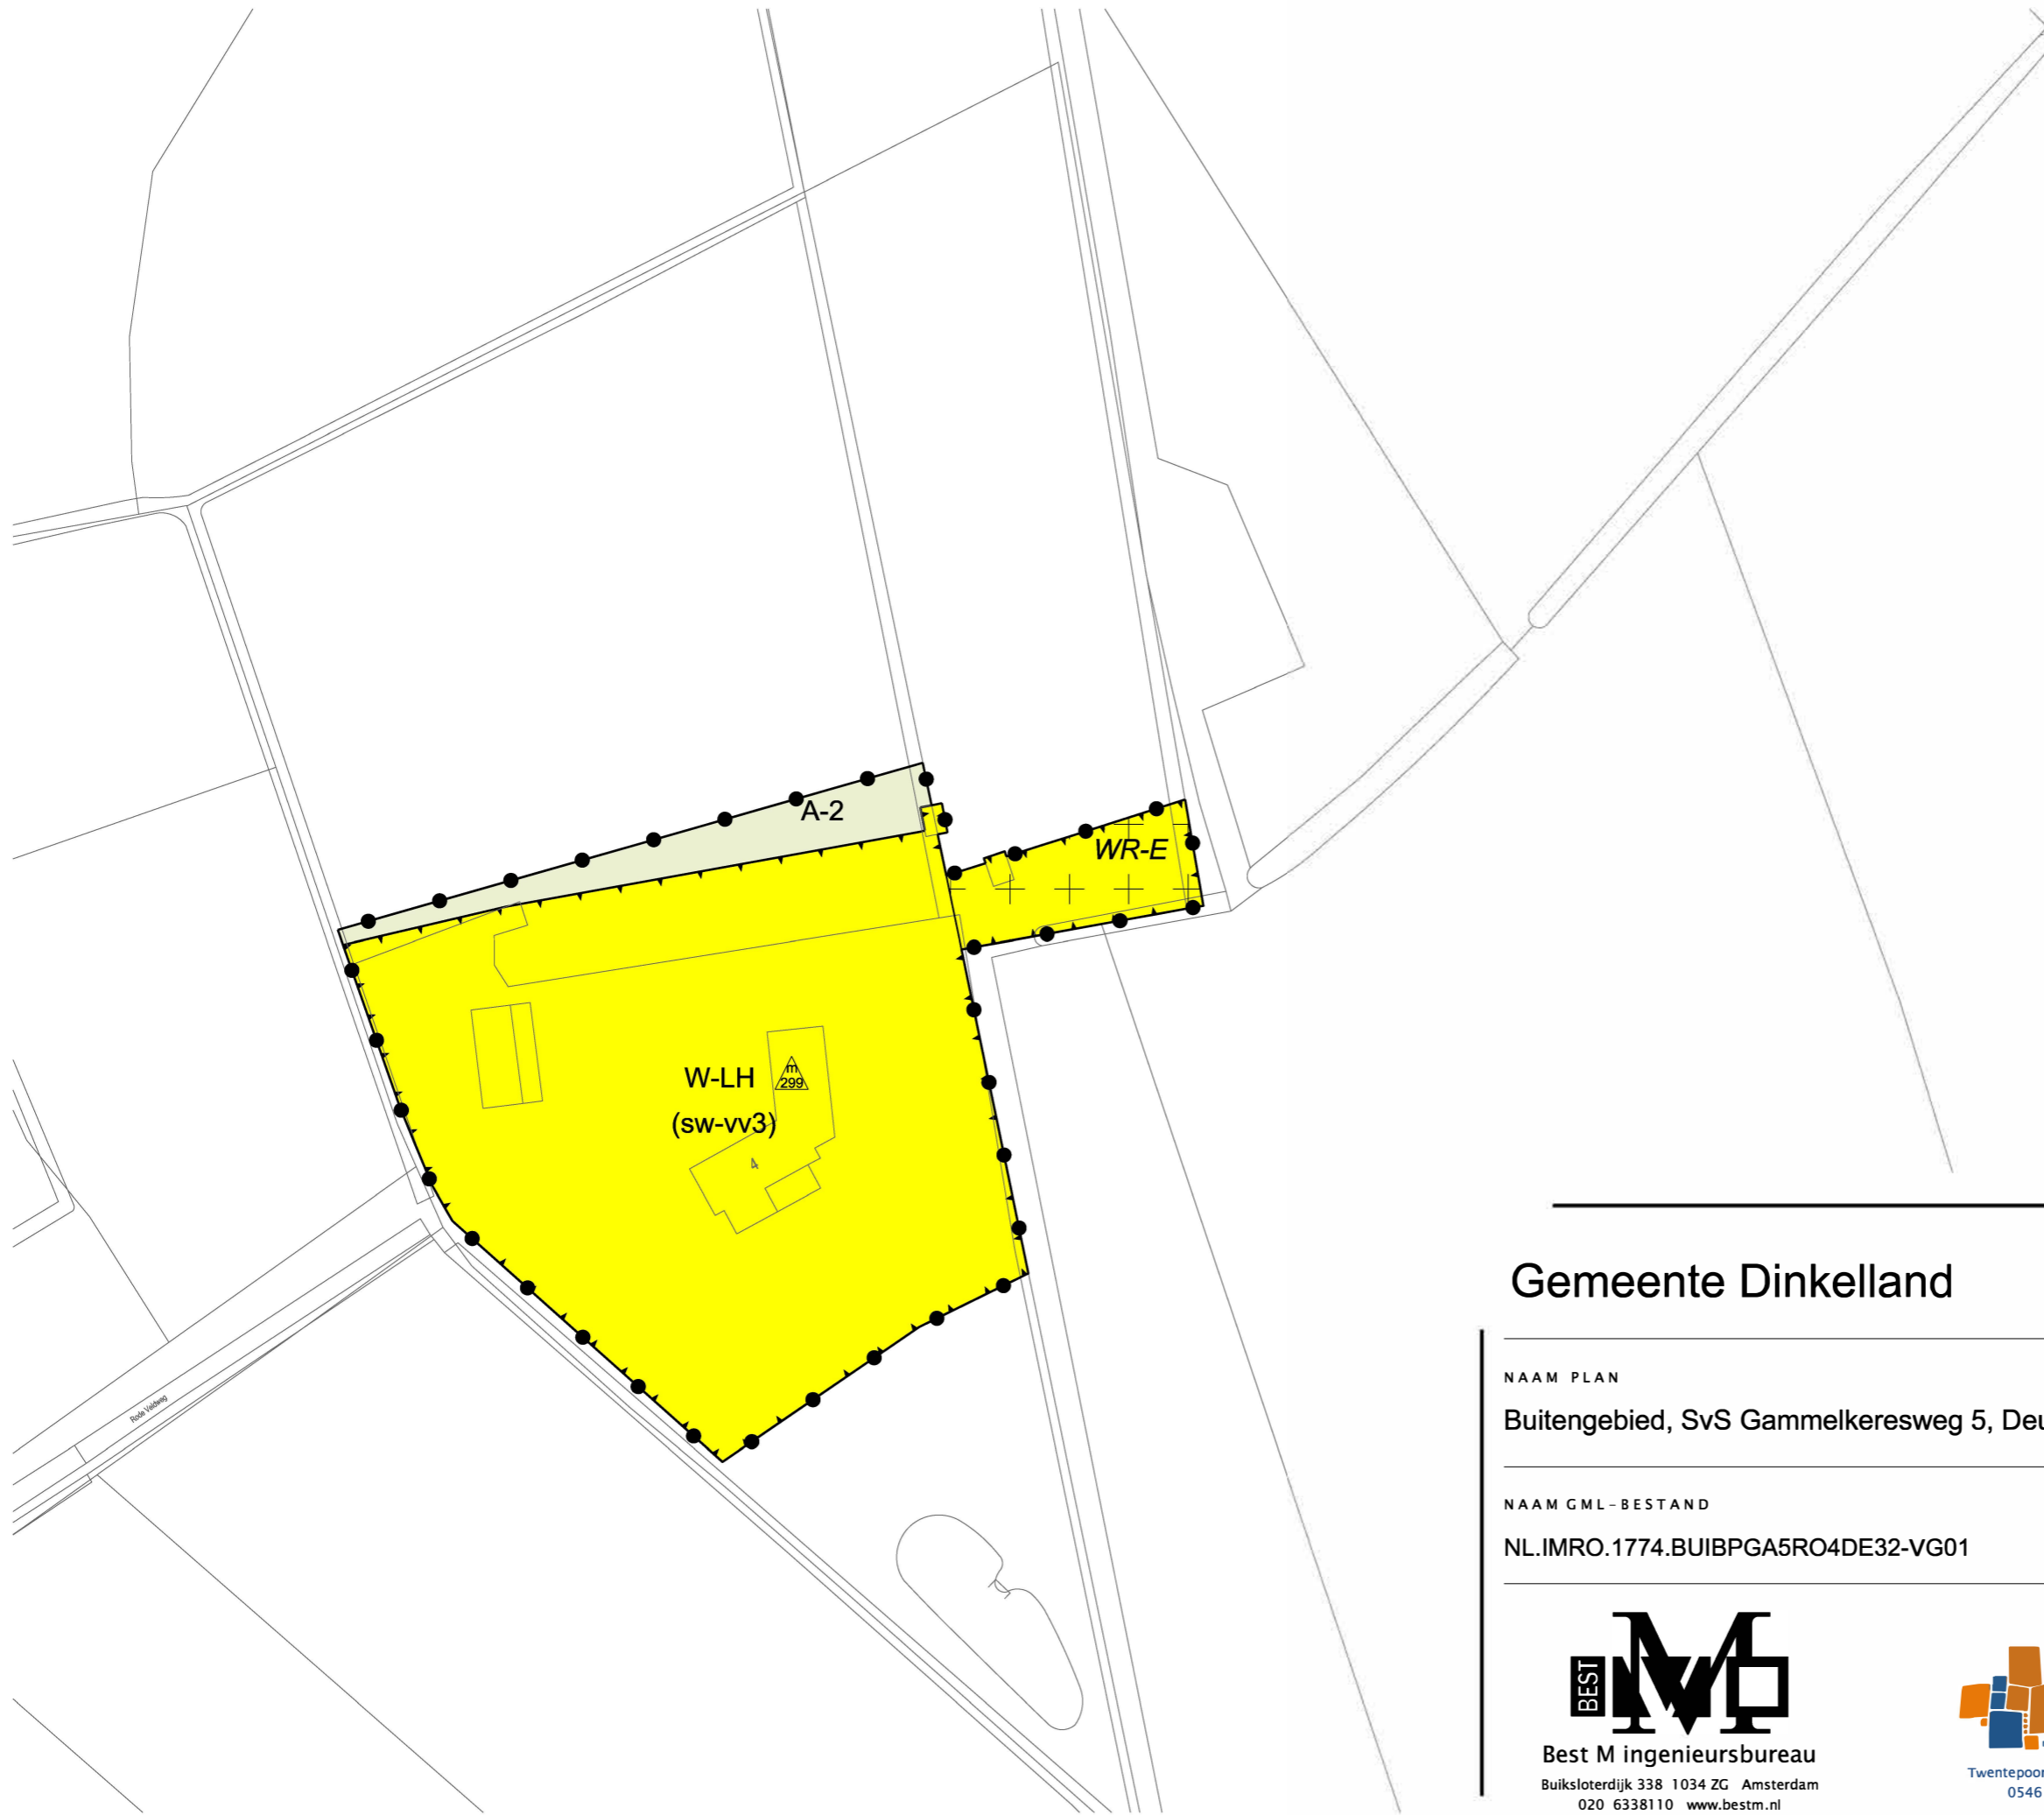 A-2
WR-E
W-LH
m
299
(sw-vv3)
4
Rode Veldweg
Gemeente Dinkelland
NAAM PLAN
Buitengebied, SvS Gammelkeresweg 5, Deu
NAAM GML-BESTAND
NL.IMRO.1774.BUIBPGA5RO4DE32-VG01
BEST
M
Best M ingenieursbureau
Buiksloterdijk 338 1034 ZG Amsterdam
020 6338110 www.bestm.nl
Twentepoor
0546